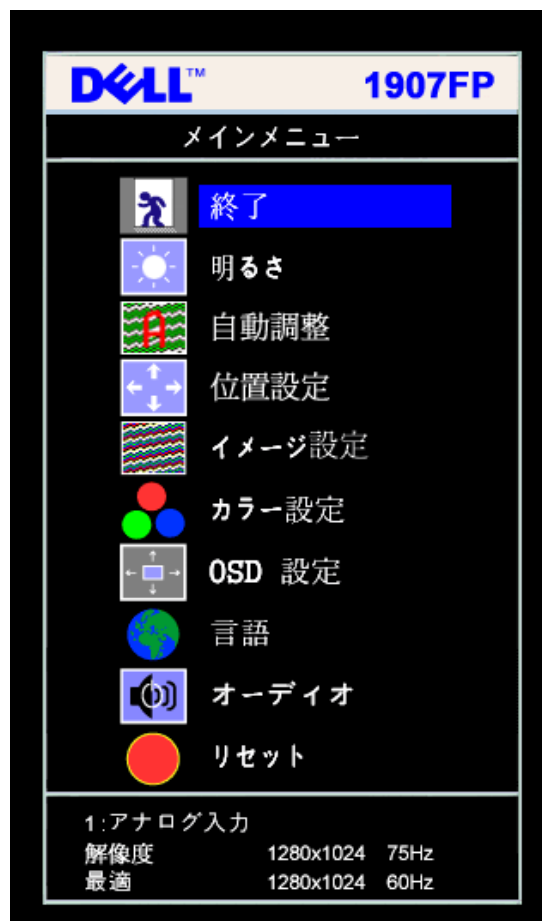 DELL™ 1907FP
メインメニュー
終了
明るさ
自動調整
位置設定
イメージ設定
カラー設定
OSD 設定
言語
オーディオ
リセット
1:アナログ入力
解像度 1280x1024 75Hz
最適 1280x1024 60Hz